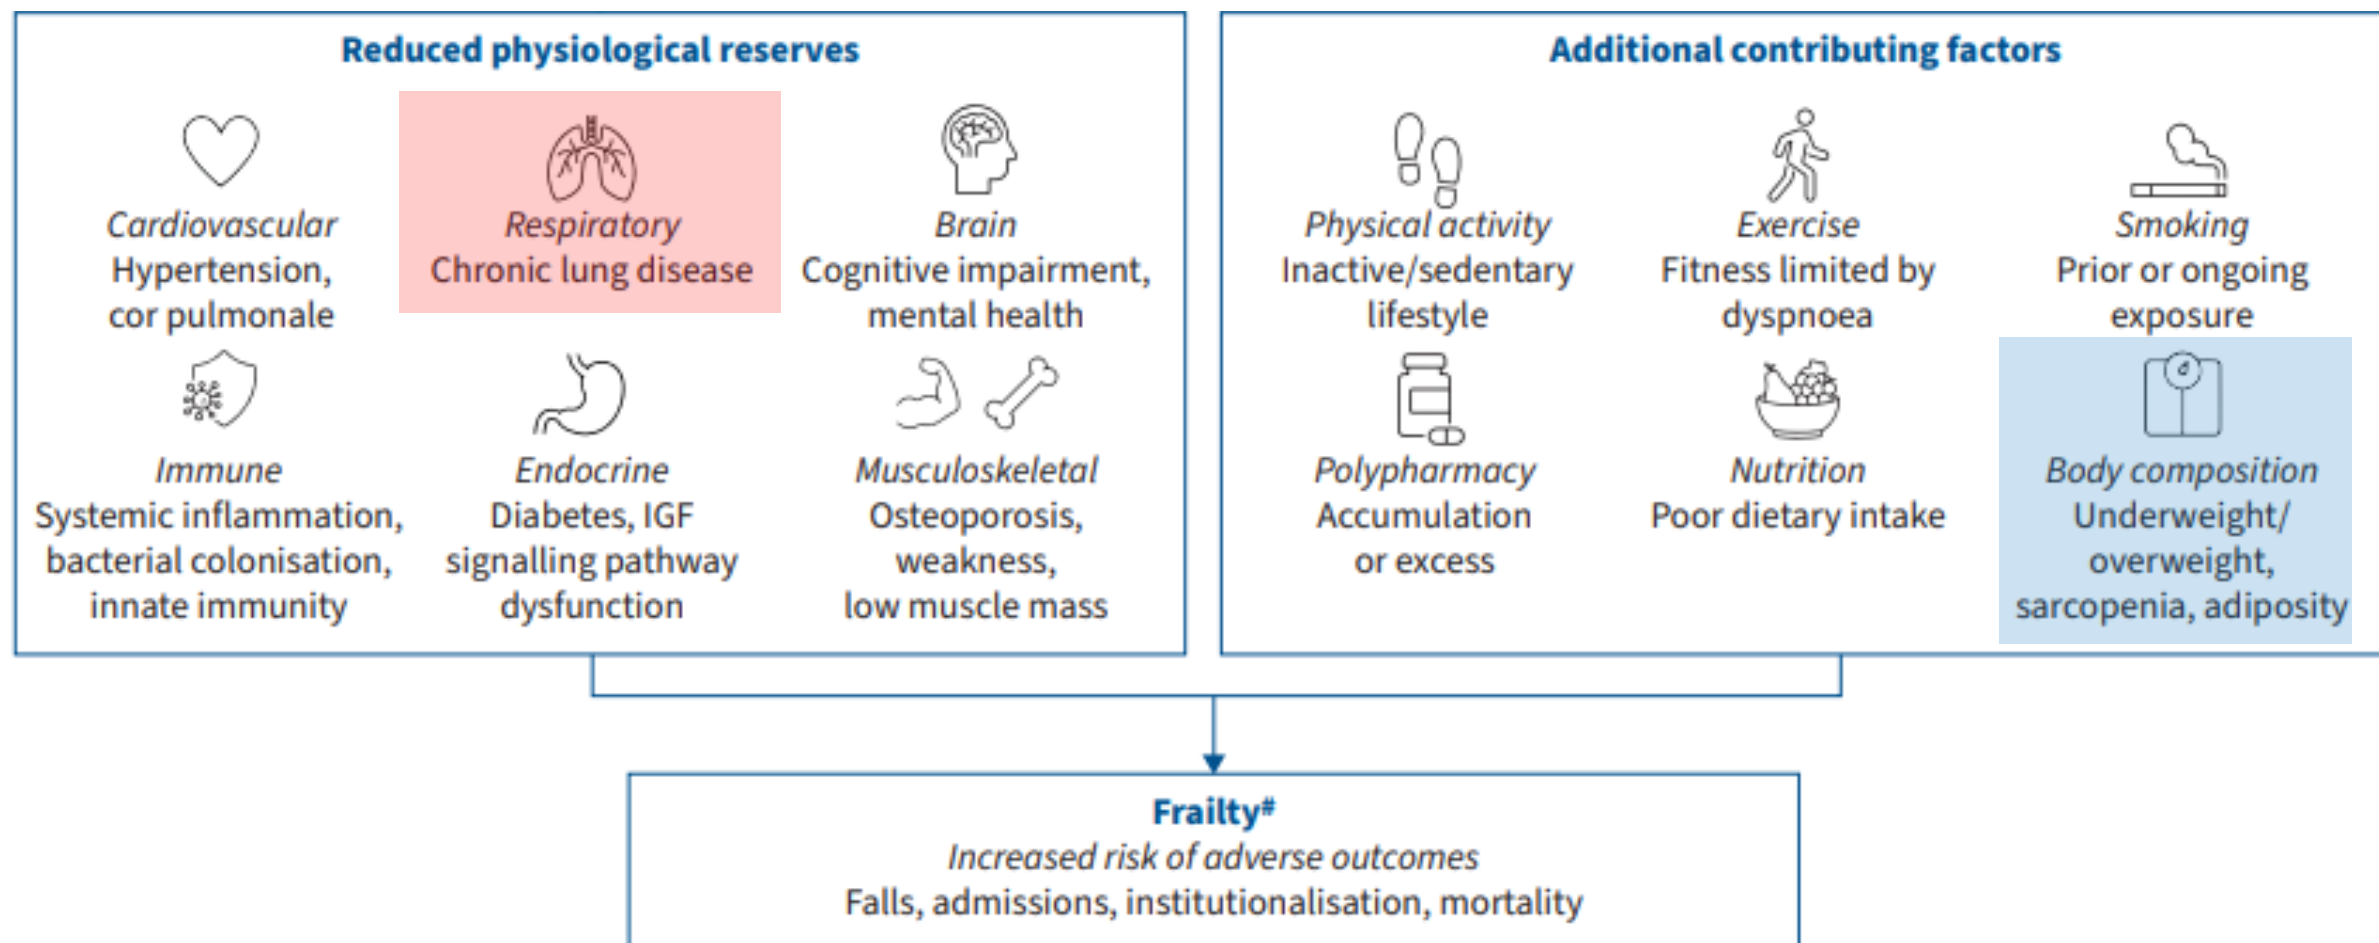 Reduced physiological reserves
Cardiovascular
Hypertension,
cor pulmonale
Respiratory
Chronic lung disease
Brain
Cognitive impairment,
mental health
Immune
Systemic inflammation,
bacterial colonisation,
innate immunity
Endocrine
Diabetes, IGF
signalling pathway
dysfunction
Musculoskeletal
Osteoporosis,
weakness,
low muscle mass
Additional contributing factors
Physical activity
Inactive/sedentary
lifestyle
Exercise
Fitness limited by
dyspnoea
Smoking
Prior or ongoing
exposure
Polypharmacy
Accumulation
or excess
Nutrition
Poor dietary intake
Body composition
Underweight/
overweight,
sarcopenia, adiposity
Frailty#
Increased risk of adverse outcomes
Falls, admissions, institutionalisation, mortality